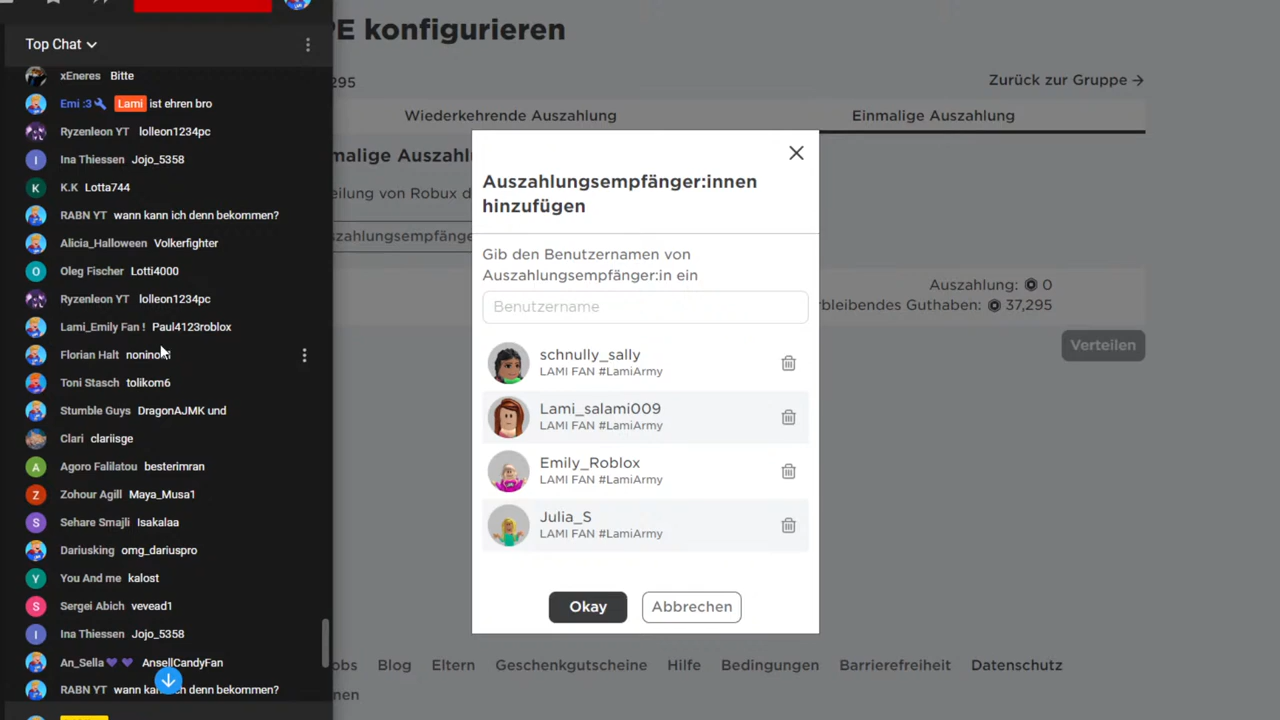 Top Chat
xEneres Bitte
Emi :3 Lami ist ehren bro
Ryzenleon YT lolleon1234pc
Ina Thiessen Jojo_5358
K.K Lotta744
RABN YT wann kann ich denn bekommen?
Alicia_Halloween Volkerfighter
Oleg Fischer Lotti4000
Ryzenleon YT lolleon1234pc
Lami_Emily Fan ! Paul4123roblox
Florian Halt
Toni Stasch tolikom6
Stumble Guys DragonAJMK und
Clari clariisge
Agoro Falilatou besterimran
Zohour Agill Maya_Musa1
Sehare Smajli Isakalaa
Dariusking omg_dariuspro
You And me kalost
Sergei Abich vevead1
Ina Thiessen Jojo_5358
An_Sella AnsellCandyFan
RABN YT wann denn bekommen?
PE konfigurieren
,295
Zurück zur Gruppe
Wiederkehrende Auszahlung
Einmalige Auszahlung
malige Auszahl
eilung von Robux d
szahlungsempfänge
Auszahlung: 0
rbleibendes Guthaben: 37,295
Verteilen
Auszahlungsempfänger:innen
hinzufügen
Gib den Benutzernamen von
Auszahlungsempfänger:in ein
Benutzername
schnully_sally
LAMI FAN #LamiArmy
Lami_salami009
LAMI FAN #LamiArmy
Emily_Roblox
LAMI FAN #LamiArmy
Julia_S
LAMI FAN #LamiArmy
Okay
Abbrechen
obs Blog Eltern Geschenkgutscheine Hilfe Bedingungen Barrierefreiheit Datenschutz
nen